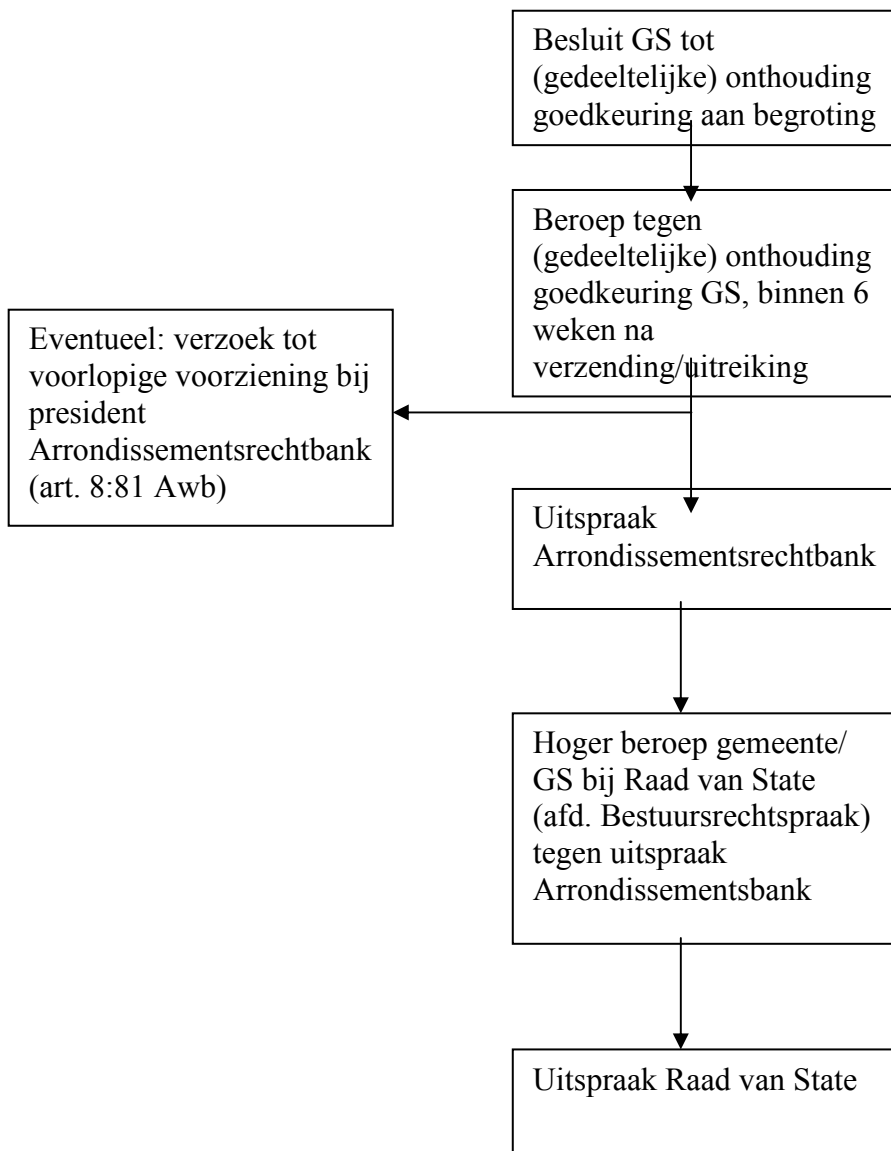 Besluit GS tot
(gedeeltelijke) onthouding
goedkeuring aan begroting
Beroep tegen
(gedeeltelijke) onthouding
goedkeuring GS, binnen 6
weken na
verzending/uitreiking
Eventueel: verzoek tot
voorlopige voorziening bij
president
Arrondissementsrechtbank
(art. 8:81 Awb)
Uitspraak
Arrondissementsrechtbank
Hoger beroep gemeente/
GS bij Raad van State
(afd. Bestuursrechtspraak)
tegen uitspraak
Arrondissementsbank
Uitspraak Raad van State